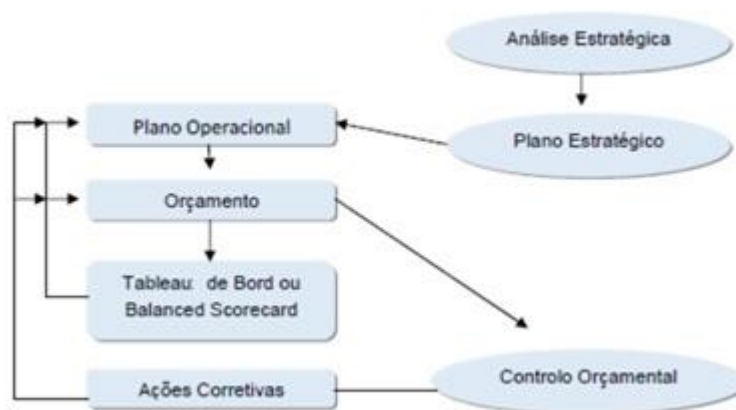 Análise Estratégica
Plano Operacional
Plano Estratégico
Orçamento
Tableau: de Bord ou
Balanced Scorecard
Ações Corretivas
Controlo Orçamental